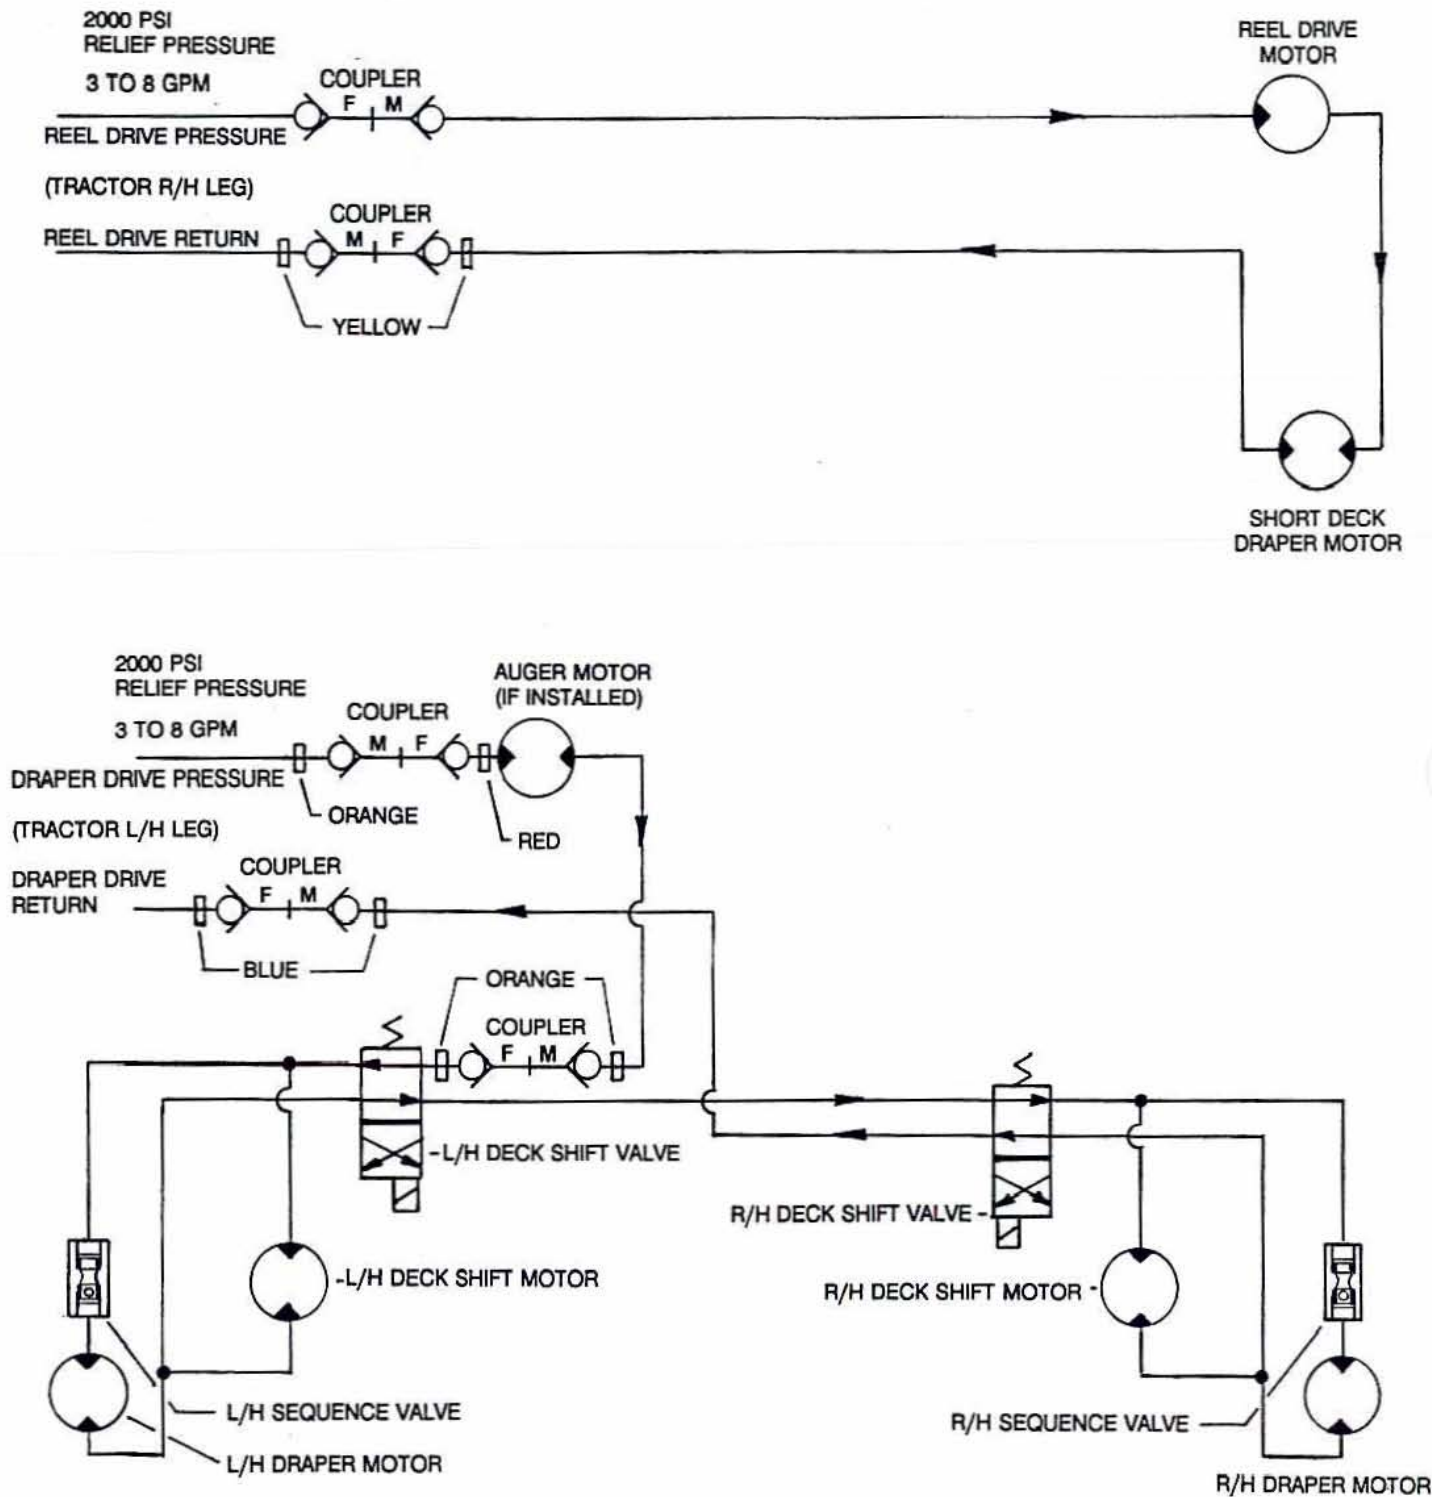 2000 PSI
RELIEF PRESSURE
3 TO 8 GPM
COUPLER
F M
REEL DRIVE PRESSURE
(TRACTOR R/H LEG)
COUPLER
REEL DRIVE RETURN
M F
YELLOW
REEL DRIVE
MOTOR
SHORT DECK
DRAPER MOTOR
2000 PSI
RELIEF PRESSURE
3 TO 8 GPM
COUPLER
M F
AUGER MOTOR
(IF INSTALLED)
DRAPER DRIVE PRESSURE
ORANGE
RED
(TRACTOR L/H LEG)
COUPLER
DRAPER DRIVE
RETURN
F M
BLUE
ORANGE
COUPLER
F M
-L/H DECK SHIFT VALVE
R/H DECK SHIFT VALVE -
-L/H DECK SHIFT MOTOR
R/H DECK SHIFT MOTOR -
L/H SEQUENCE VALVE
R/H SEQUENCE VALVE
L/H DRAPER MOTOR
R/H DRAPER MOTOR